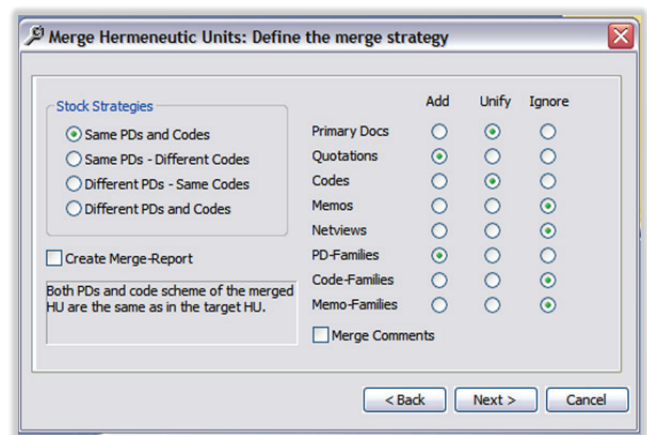 Merge Hermeneutic Units: Define the merge strategy
Stock Strategies
Same PDs and Codes
Same PDs - Different Codes
Different PDs - Same Codes
Different PDs and Codes
Create Merge-Report
Both PDs and code scheme of the merged
HU are the same as in the target HU.
Add Unify Ignore
Primary Docs
Quotations
Codes
Memos
Netviews
PD-Families
Code-Families
Memo-Families
Merge Comments
< Back Next > Cancel